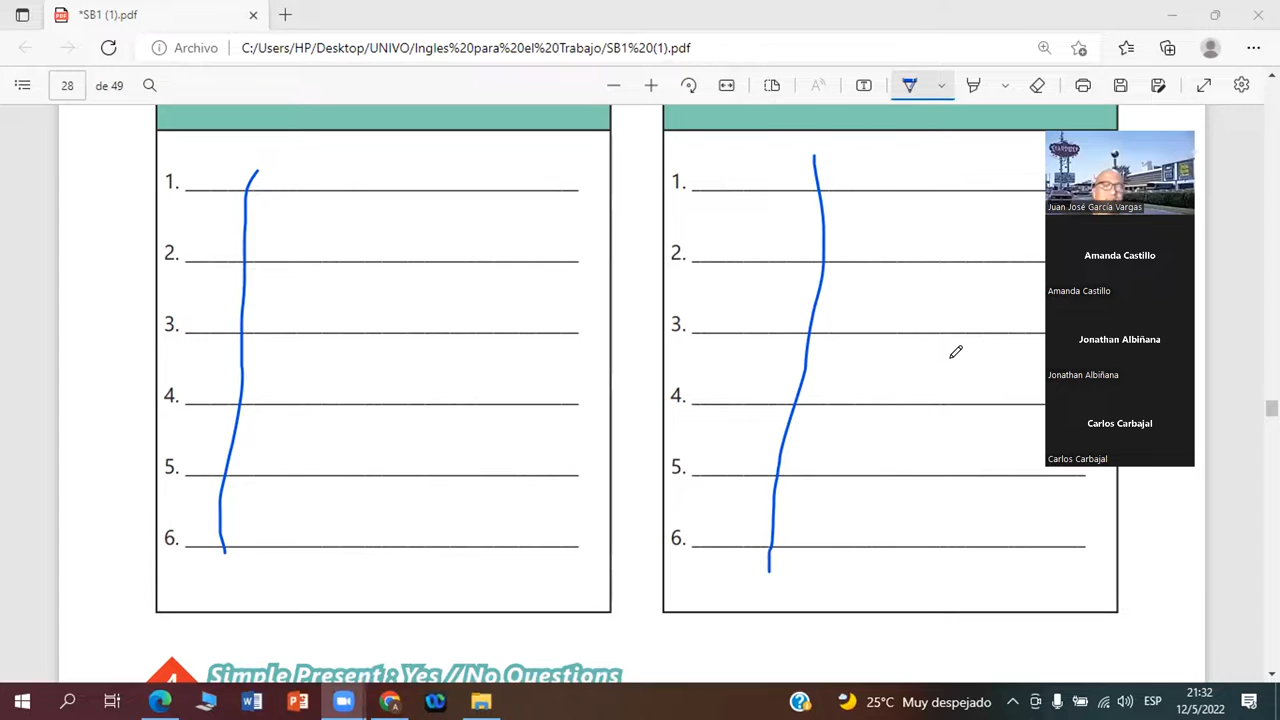 *SB1 (1).pdf
Archivo
C:/Users/HP/Desktop/UNIVO/Ingles%20para%20el%20Trabajo/SB1%20(1).pdf
28
de 49
1.
2.
3.
4.
5.
6.
1.
2.
3.
4.
5.
6.
STARDUST
Juan José García Vargas
Amanda Castillo
Amanda Castillo
Jonathan Albiñana
Jonathan Albiñana
Carlos Carbajal
Carlos Carbajal
4 Simple Present : Yes // No Questions
25°C Muy despejado
ESP
21:32
12/5/2022